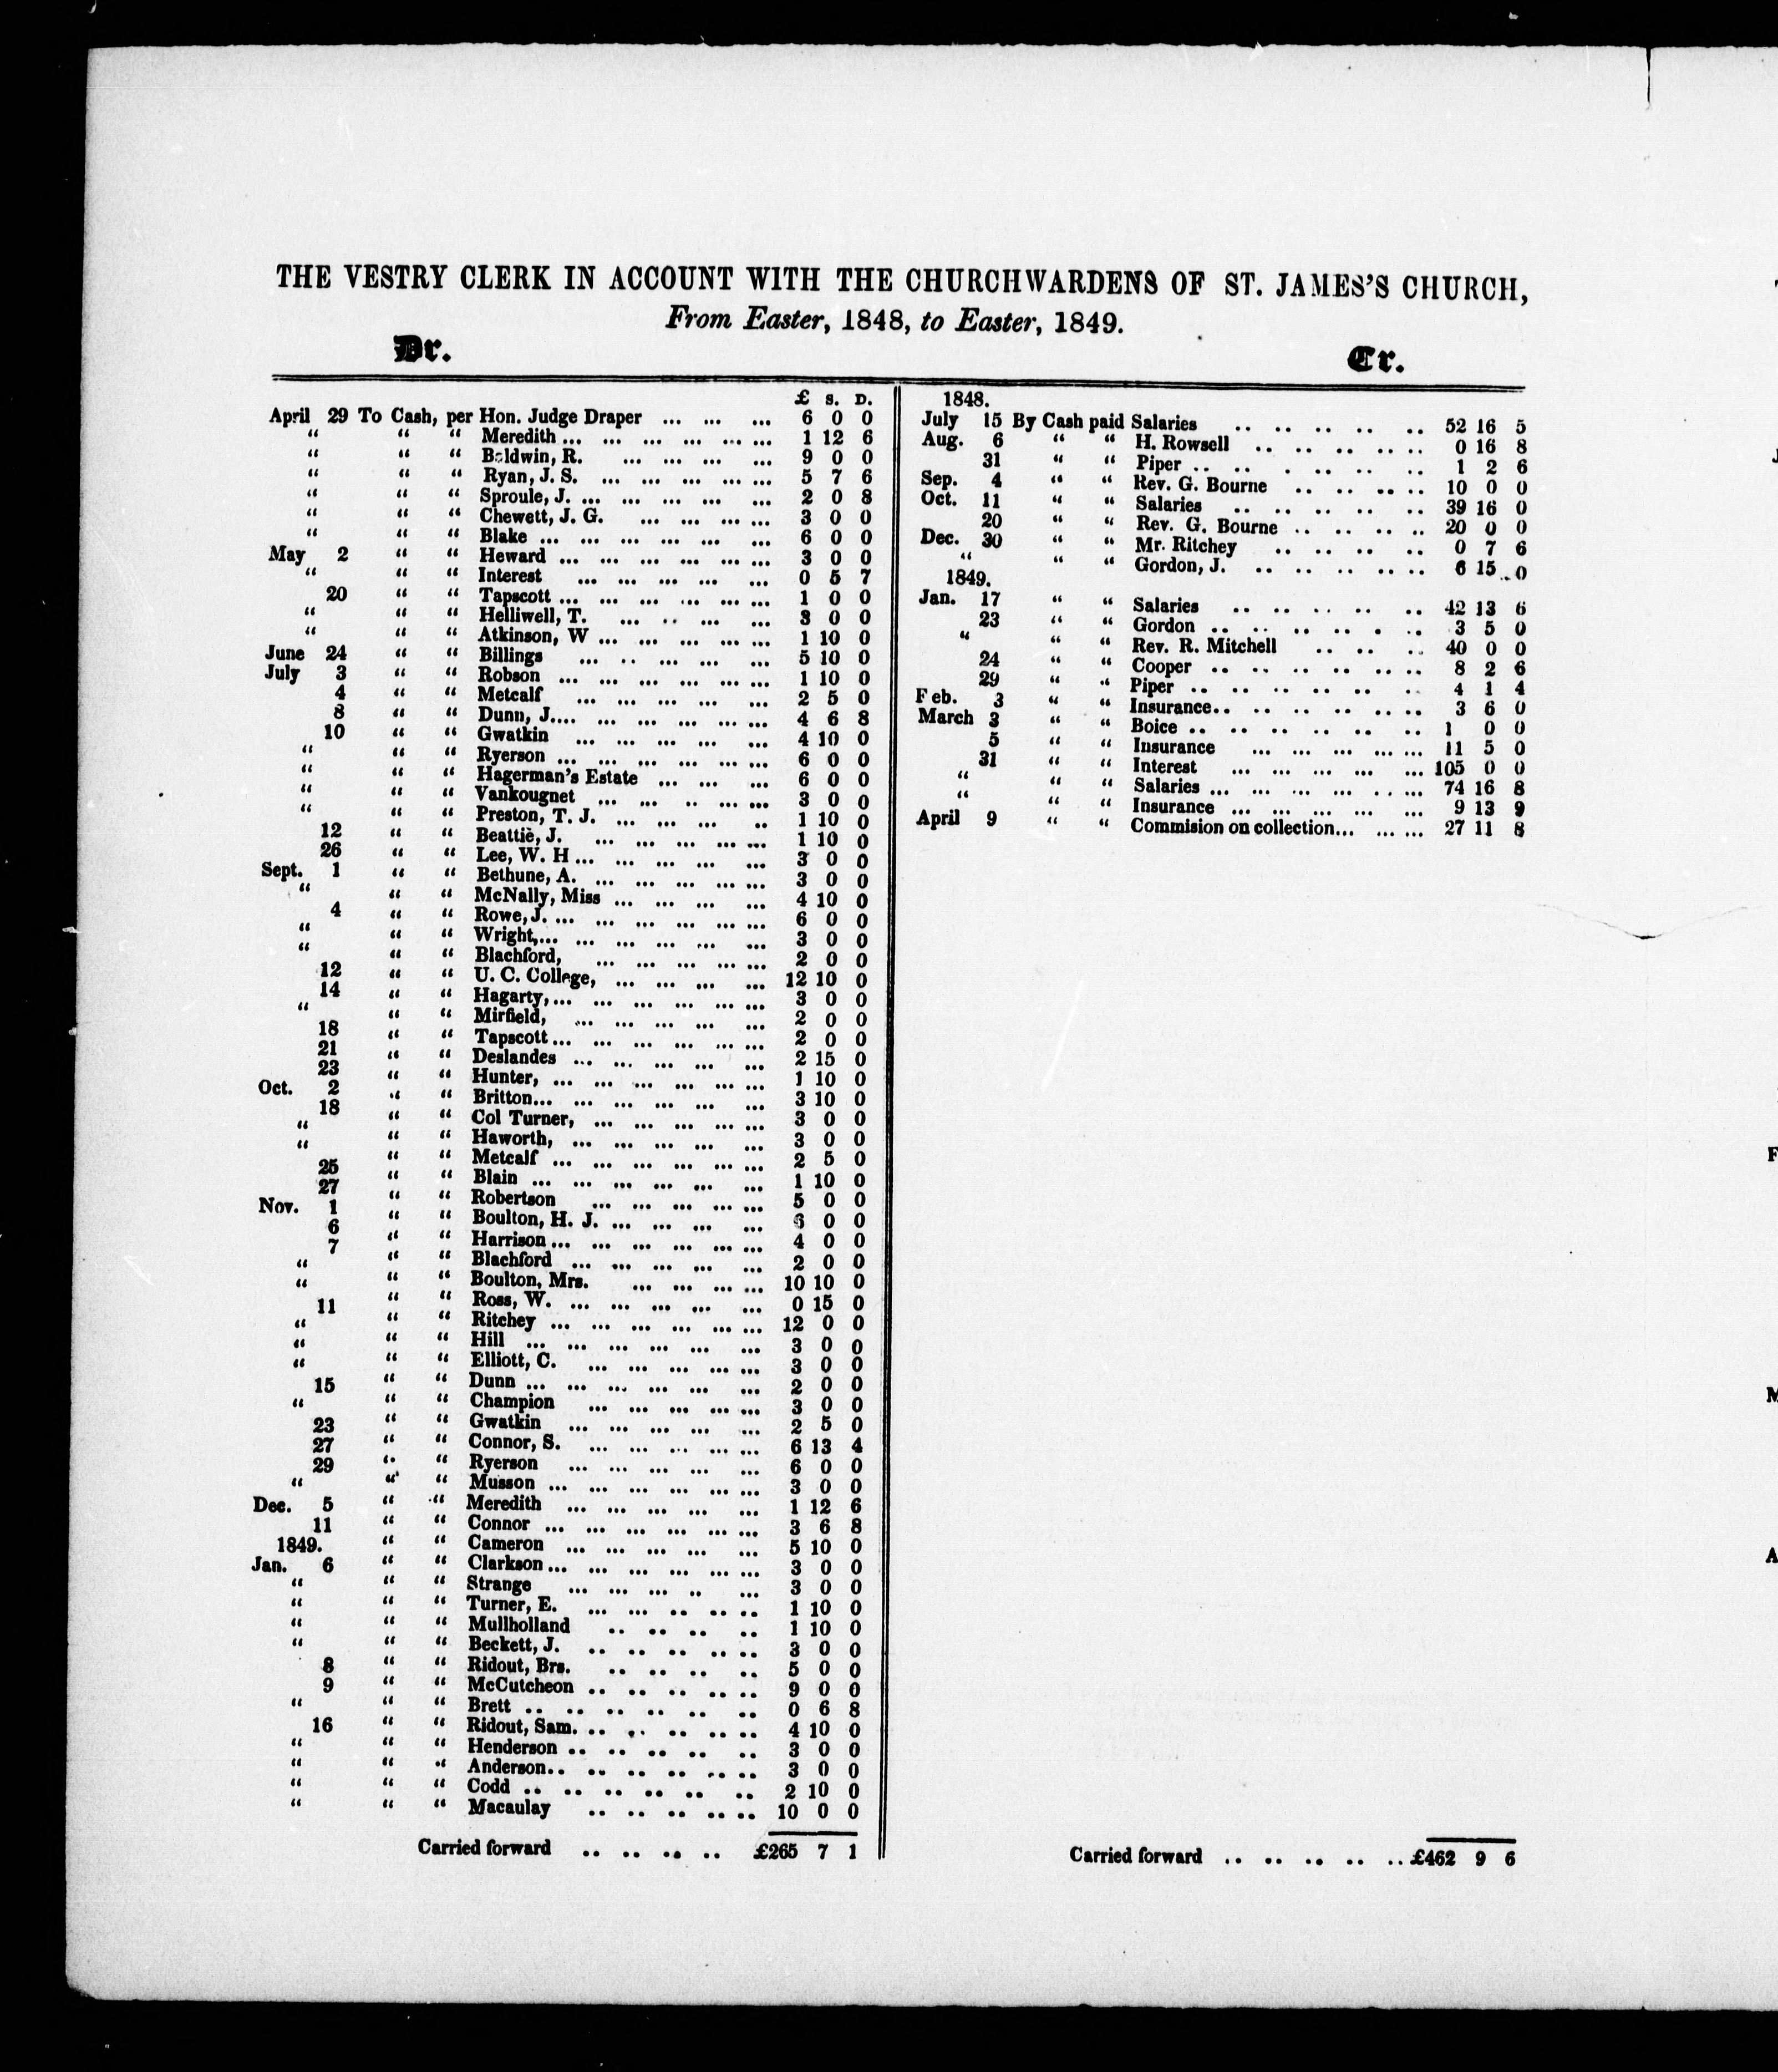 THE VESTRY CLERK IN ACCOUNT WITH THE CHURCHWARDENS OF ST. JAMES'S CHURCH,
From Easter, 1848, to Easter, 1849.
Dr.
£ S. D.
April 29 To Cash, per Hon. Judge Draper ... ... ... 6 0 0
" " " Meredith ... ... ... ... ... ... ... 1 12 6
" " " Baldwin, R. ... ... ... ... 9 0 0
" " " Ryan, J. S. ... ... ... ... ... ... 5 7 6
" " " Sproule, J. ... ... ... ... ... ... 2 0 8
" " " Chewett, J. G. ... ... ... ... 3 0 0
" " " Blake ... ... ... ... ... ... ... 6 0 0
May 2 " " Heward ... ... ... ... ... ... ... 3 0 0
" " " Interest ... ... ... ... ... 0 5 7
20 " " Tapscott ... ... ... ... ... ... ... 1 0 0
" " " Helliwell, T. ... ... ... ... 3 0 0
" " " Atkinson, W ... ... ... ... ... ... 1 10 0
June 24 " " Billings ... ... ... ... ... 5 10 0
July 3 " " Robson ... ... ... ... ... ... ... 1 10 0
4 " " Metcalf ... ... ... ... ... 2 5 0
8 " " Dunn, J. ... ... ... ... ... ... ... 4 6 8
10 " " Gwatkin ... ... ... ... ... 4 10 0
" " " Ryerson ... ... ... ... ... ... ... 6 0 0
" " " Hagerman's Estate ... ... ... 6 0 0
" " " Vankougnet ... ... ... ... ... ... 3 0 0
" " " Preston, T. J. ... ... ... ... .. 1 10 0
12 " " Beattiè, J. ... ... ... ... ... ... 1 10 0
26 " " Lee, W. H ... ... ... ... ... ... 3 0 0
Sept. 1 " " Bethune, A. ... ... ... ... ... ... 3 0 0
" " " McNally, Miss ... ... ... ... ... 4 10 0
4 " " Rowe, J. ... ... ... ... ... ... ... 6 0 0
" " " Wright, ... ... ... ... ... ... 3 0 0
" " " Blachford, ... ... ... ... ... ... 2 0 0
12 " " U. C. College, ... ... ... ... ... 12 10 0
14 " " Hagarty, ... ... ... ... ... ... ... 3 0 0
" " " Mirfield, ... ... ... ... ... 2 0 0
18 " " Tapscott ... ... ... ... ... ... ... 2 0 0
21 " " Deslandes ... ... ... ... ... ... 2 15 0
23 " " Hunter, ... ... ... ... ... ... ... 1 10 0
Oct. 2 " " Britton ... ... ... ... ... ... 3 10 0
18 " " Col Turner, ... ... ... ... ... ... 3 0 0
" " " Haworth, ... ... ... ... ... ... 3 0 0
" " " Metcalf ... ... ... ... ... ... ... 2 5 0
25 " " Blain ... ... ... ... ... ... ... 1 10 0
27 " " Robertson ... ... ... ... ... ... 5 0 0
Nov. 1 " " Boulton, H. J. ... ... ... ... ... 0 0
6 " " Harrison ... ... ... ... ... ... ... 4 0 0
7 " " Blachford ... ... ... ... ... ... 2 0 0
" " " Boulton, Mrs. ... ... ... ... ... 10 10 0
" " " Ross, W. ... ... ... ... ... ... 0 15 0
11 " " Ritchey ... ... ... ... ... ... ... 12 0 0
" " " Hill ... ... ... ... ... ... ... 3 0 0
" " " Elliott, C. ... ... ... ... ... ... 3 0 0
" " " Dunn ... ... ... ... ... ... ... 2 0 0
15 " " Champion ... ... ... ... ... ... 3 0 0
" " " Gwatkin ... ... ... ... ... ... 2 5 0
23 " " Connor, S. ... ... ... ... ... ... 6 13 4
27 " " Ryerson ... ... ... ... ... ... 6 0 0
29 " " Musson ... ... ... ... ... ... ... 3 0 0
" " " Meredith ... ... ... ... ... ... 1 12 6
Dec. 5 " " Connor ... ... ... ... ... ... ... 3 6 8
11 " " Cameron ... ... ... ... ... ... 5 10 0
1849.
Jan. 6 " " Clarkson ... ... ... ... ... ... ... 3 0 0
" " " Strange ... ... ... .. ... 3 0 0
" " " Turner, E. ... ... .. .. .. 1 10 0
" " " Mullholland .. .. .. .. .. 1 10 0
" " " Beckett, J. .. .. .. .. .. .. 3 0 0
8 " " Ridout, Brs. .. .. .. .. .. 5 0 0
9 " " McCutcheon .. .. .. .. .. .. 9 0 0
" " " Brett .. .. .. .. .. .. .. 0 6 8
16 " " Ridout, Sam. .. .. .. .. .. .. 4 10 0
" " " Henderson .. .. .. .. .. .. 3 0 0
" " " Anderson .. .. .. .. .. .. .. 3 0 0
" " " Codd .. .. .. .. .. .. .. 2 10 0
" " " Macaulay .. .. .. .. .. .. 10 0 0
Carried forward .. .. .. .. £265 7 1
Cr.
1848.
July 15 By Cash paid Salaries .. .. .. .. .. .. 52 16 5
Aug. 6 " " H. Rowsell .. .. .. .. .. .. 0 16 8
31 " " Piper .. .. . .. .. .. .. 1 2 6
Sep. 4 " " Rev. G. Bourne .. .. .. .. 10 0 0
Oct. 11 " " Salaries .. .. .. .. .. .. 39 16 0
20 " " Rev. G. Bourne .. .. .. .. .. 20 0 0
Dec. 30 " " Mr. Ritchey .. .. .. .. .. 0 7 6
" " " Gordon, J. .. .. .. .. .. .. 6 15 0
1849.
Jan. 17 " " Salaries .. .. .. .. .. .. 42 13 6
23 " " Gordon .. .. .. .. . .. 3 5 0
" " " Rev. R. Mitchell .. .. .. .. 40 0 0
24 " " Cooper .. .. .. .. .. .. .. 8 2 6
29 " " Piper .. .. .. .. .. .. .. 4 1 4
Feb. 3 " " Insurance .. .. .. .. .. .. .. 3 6 0
March 3 " " Boice .. .. .. .. .. .. .. 1 0 0
5 " " Insurance ... ... ... ... ... ... 11 5 0
31 " " Interest ... ... ... ... ... ... 105 0 0
" " " Salaries ... ... ... ... ... .. ... 74 16 8
" " " Insurance ... ... ... ... ... ... 9 13 9
April 9 " " Commision on collection ... ... ... 27 11 8
Carried forward .. .. .. .. .. £462 9 6